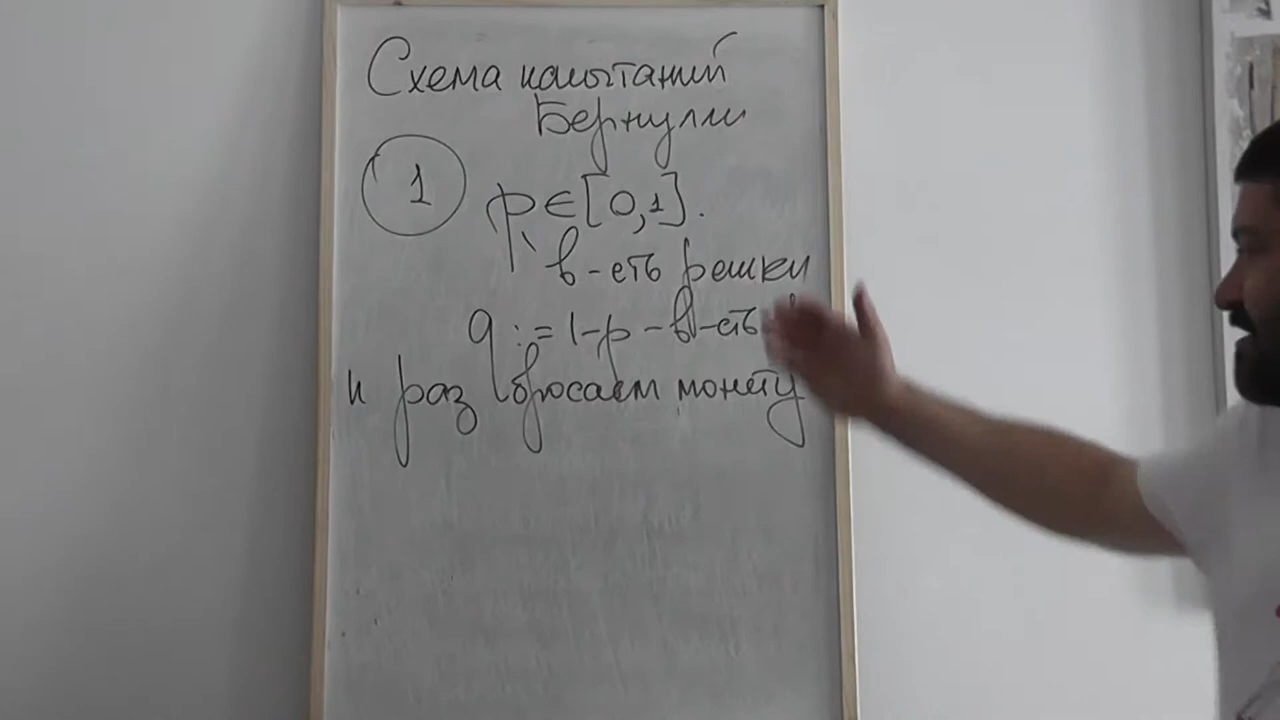 Схема испытаний
Бернулли
1 p∈[0,1].
в-сть решки
q := 1-p - в-сть
n раз бросаем монету